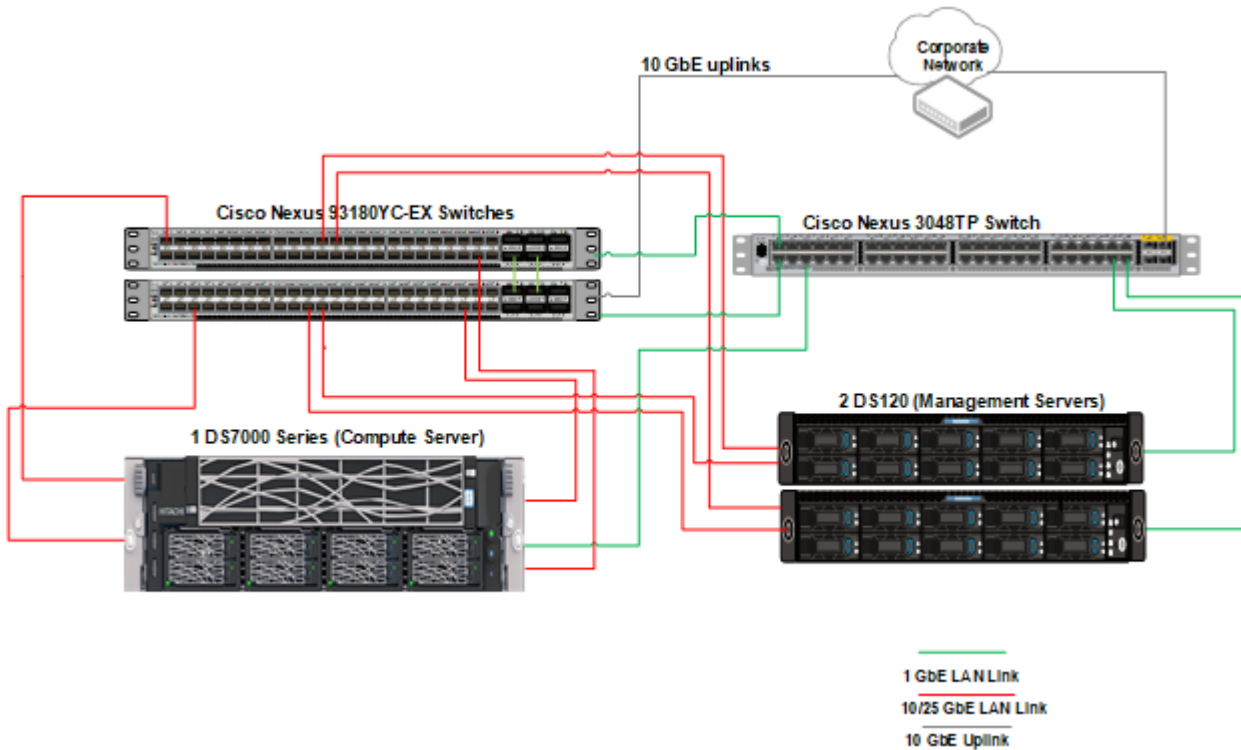 Corporate
Network
10 GbE uplinks
Cisco Nexus 93180YC-EX Switches
Cisco Nexus 3048TP Switch
2 DS120 (Management Servers)
1 DS7000 Series (Compute Server)
HITACHI
1 GbE LAN Link
10/25 GbE LAN Link
10 GbE Uplink